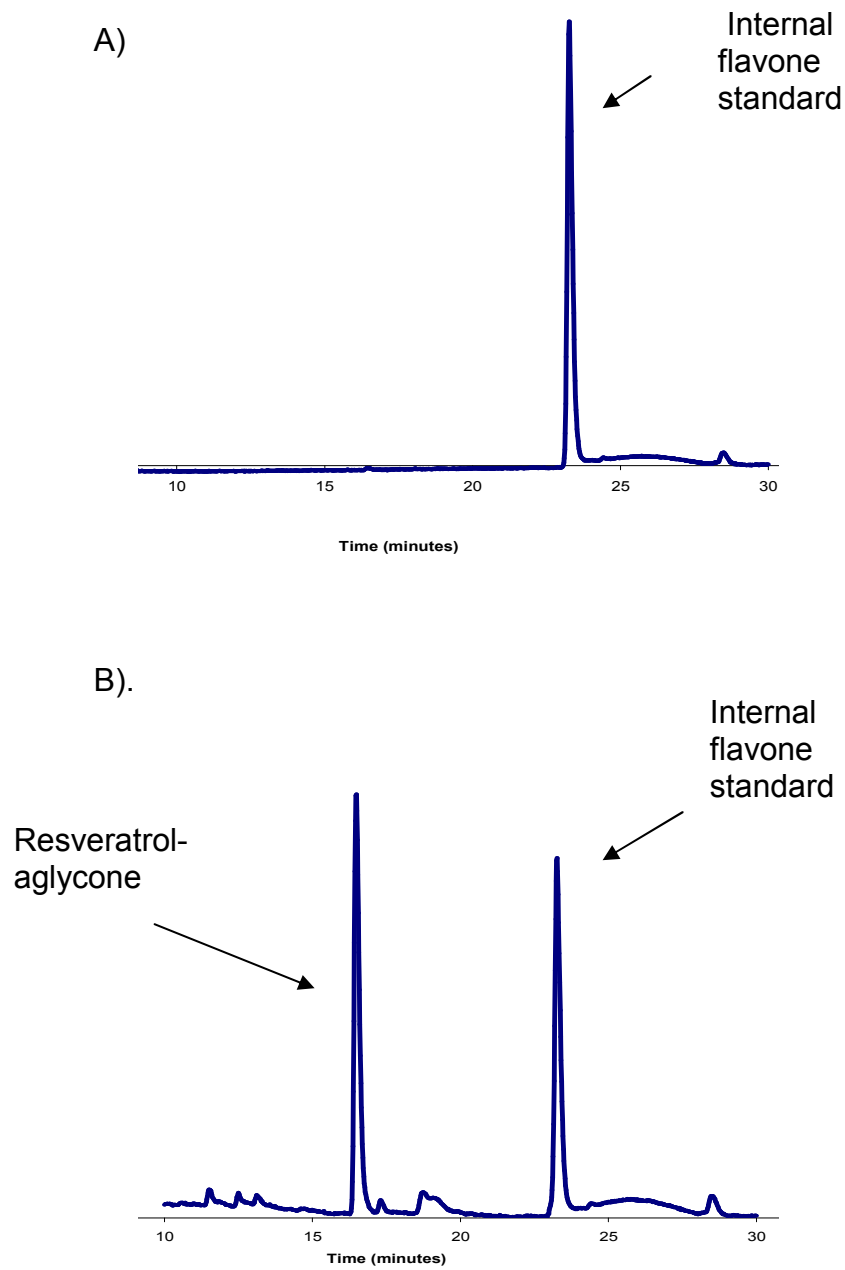 A)
Internal
flavone
standard
10 15 20 25 30
Time (minutes)
B).
Internal
flavone
standard
Resveratrol-
aglycone
10 15 20 25 30
Time (minutes)